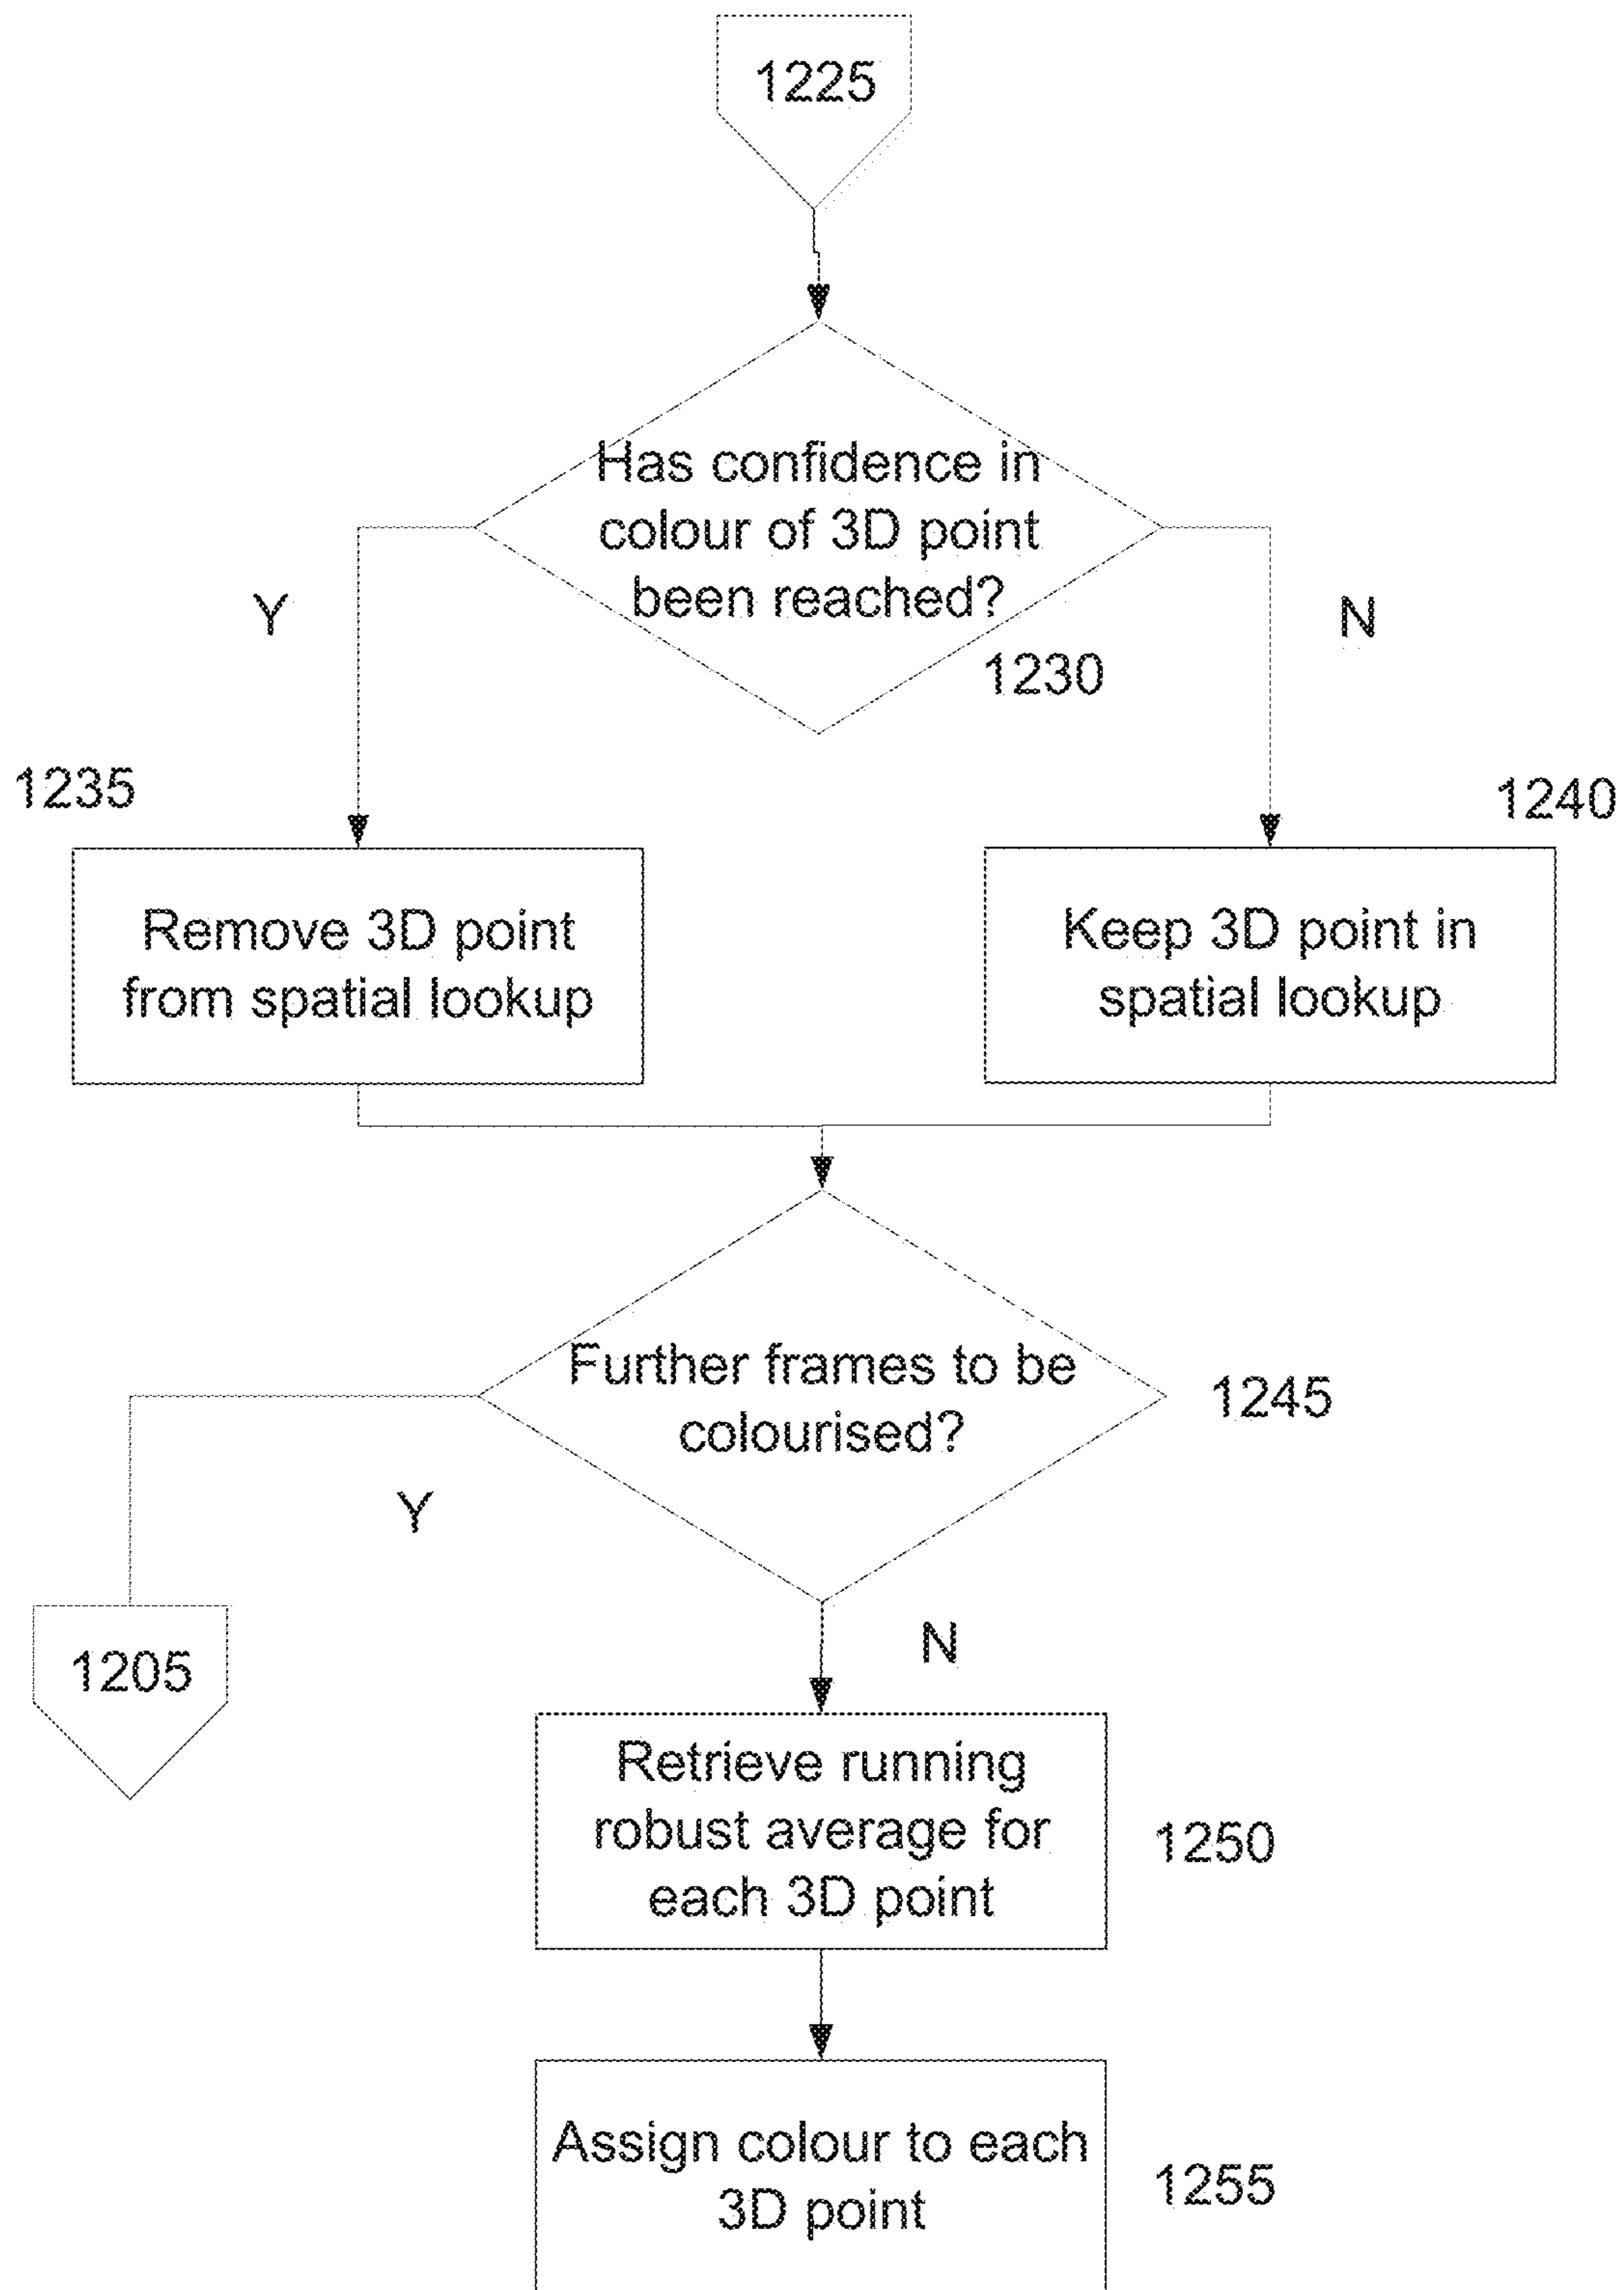 1225
Has confidence in
colour of 3D point
been reached?
Y
N
1230
1235
1240
Remove 3D point
from spatial lookup
Keep 3D point in
spatial lookup
Further frames to be
colourised?
1245
Y
N
1205
Retrieve running
robust average for
each 3D point
1250
Assign colour to each
3D point
1255